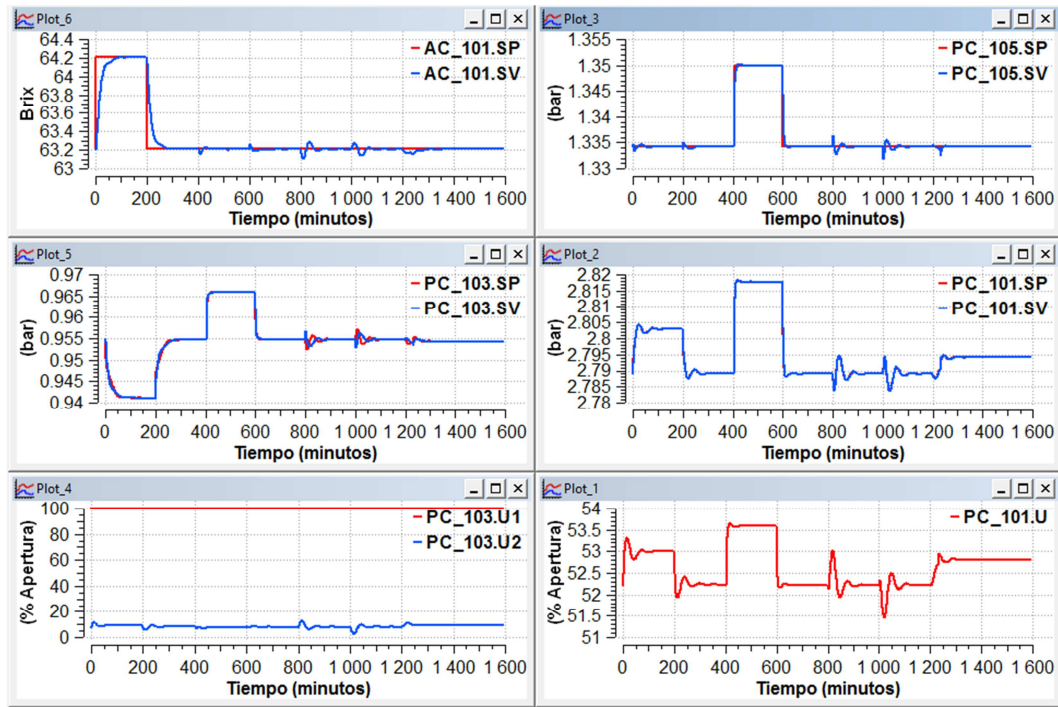 Plot_6
64.4
64.2
64
63.8
63.6
63.4
63.2
63
Brix
AC_101.SP
AC_101.SV
0 200 400 600 800 1 000 1 200 1 400 1 600
Tiempo (minutos)
Plot_3
1.355
1.35
1.345
1.34
1.335
1.33
(bar)
PC_105.SP
PC_105.SV
0 200 400 600 800 1 000 1 200 1 400 1 600
Tiempo (minutos)
Plot_5
0.97
0.965
0.96
0.955
0.95
0.945
0.94
(bar)
PC_103.SP
PC_103.SV
0 200 400 600 800 1 000 1 200 1 400 1 600
Tiempo (minutos)
Plot_2
2.82
2.815
2.81
2.805
2.8
2.795
2.79
2.785
2.78
(bar)
PC_101.SP
PC_101.SV
0 200 400 600 800 1 000 1 200 1 400 1 600
Tiempo (minutos)
Plot_4
100
80
60
40
20
0
(% Apertura)
PC_103.U1
PC_103.U2
0 200 400 600 800 1 000 1 200 1 400 1 600
Tiempo (minutos)
Plot_1
54
53
52.5
52
51.5
51
(% Apertura)
PC_101.U
0 200 400 600 800 1 000 1 200 1 400 1 600
Tiempo (minutos)